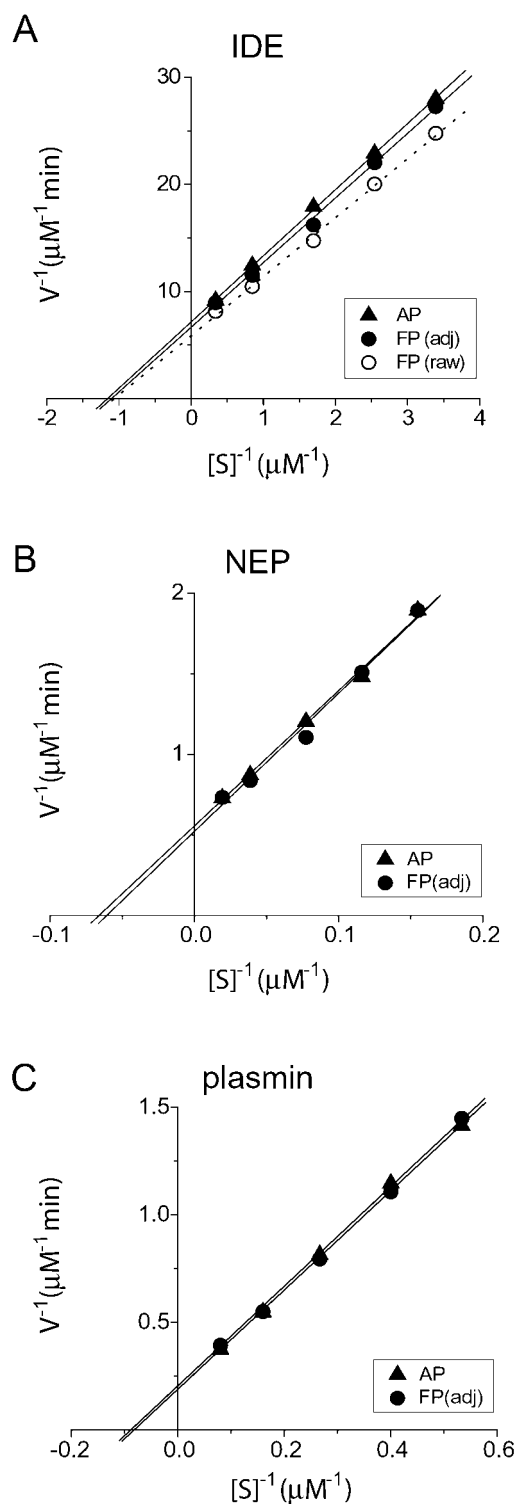 A
IDE
30
20
10
V⁻¹(μM⁻¹ min)
AP
FP (adj)
FP (raw)
-2 -1 0 1 2 3 4
[S]⁻¹ (μM⁻¹)
B
NEP
2
1
V⁻¹(μM⁻¹ min)
AP
FP(adj)
-0.1 0.0 0.1 0.2
[S]⁻¹ (μM⁻¹)
C
plasmin
1.5
1.0
0.5
V⁻¹(μM⁻¹ min)
AP
FP(adj)
-0.2 0.0 0.2 0.4 0.6
[S]⁻¹ (μM⁻¹)